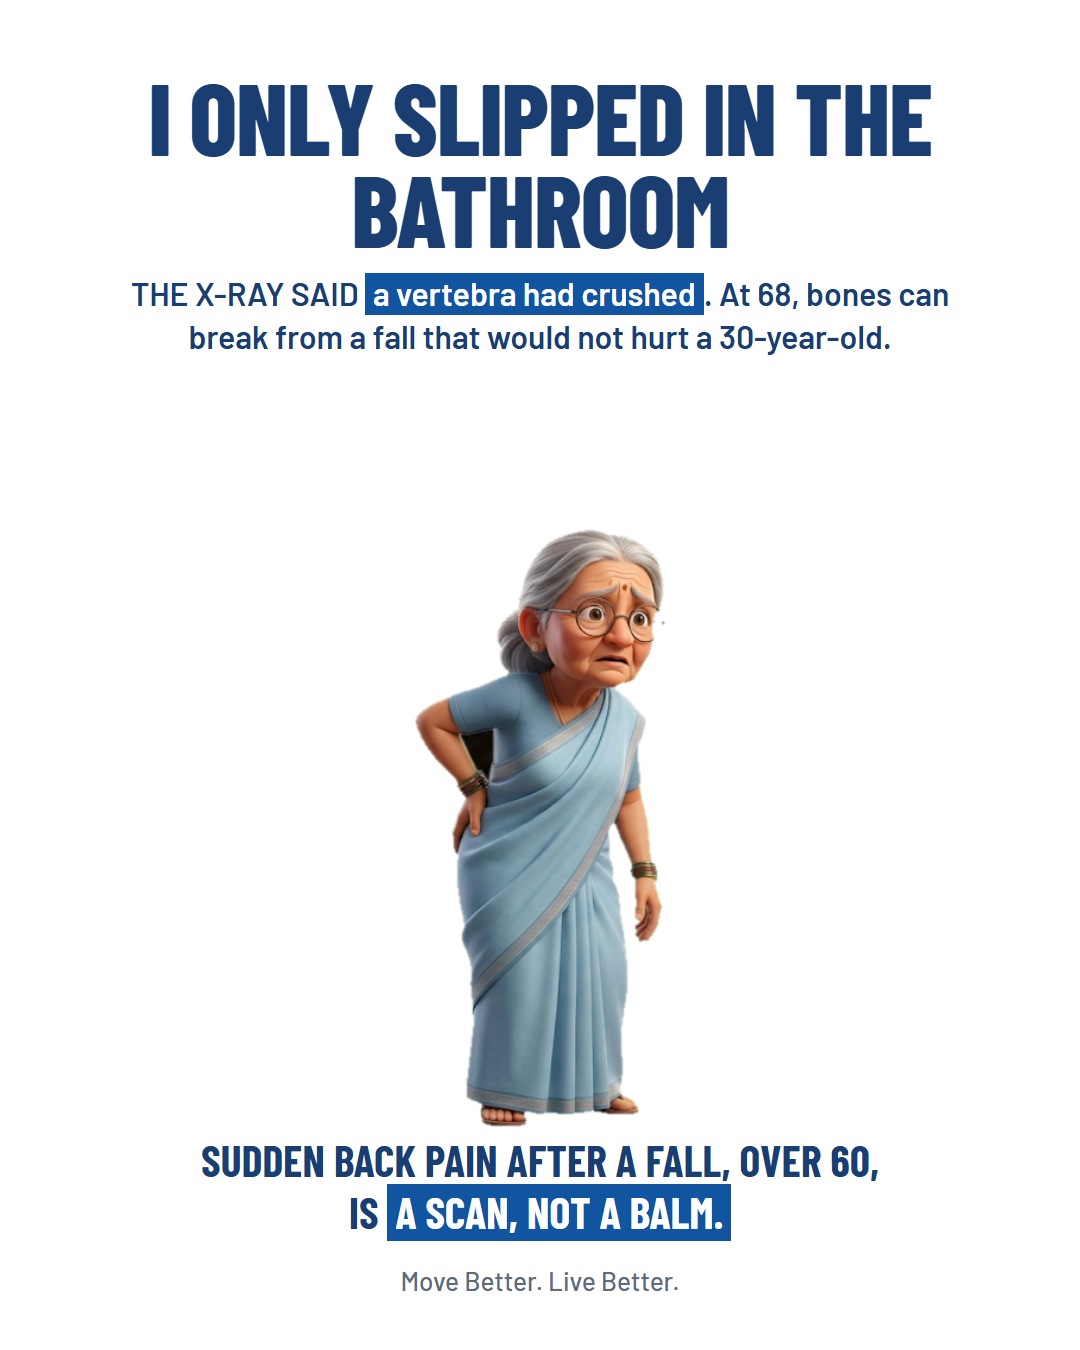 I ONLY SLIPPED IN THE
BATHROOM
THE X-RAY SAID a vertebra had crushed . At 68, bones can
break from a fall that would not hurt a 30-year-old.
SUDDEN BACK PAIN AFTER A FALL, OVER 60,
IS A SCAN, NOT A BALM.
Move Better. Live Better.